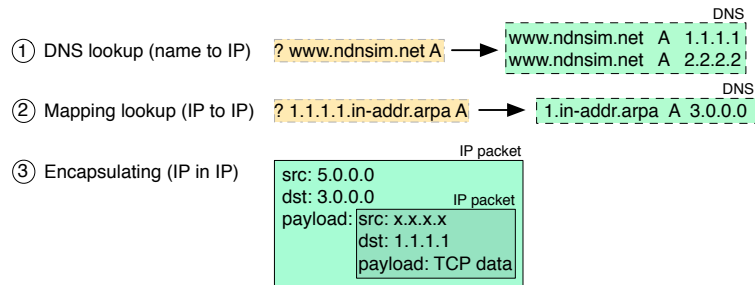 DNS
① DNS lookup (name to IP) ? www.ndnsim.net A www.ndnsim.net A 1.1.1.1
www.ndnsim.net A 2.2.2.2
DNS
② Mapping lookup (IP to IP) ? 1.1.1.1.in-addr.arpa A 1.in-addr.arpa A 3.0.0.0
③ Encapsulating (IP in IP)
IP packet
src: 5.0.0.0
dst: 3.0.0.0
IP packet
payload: src: x.x.x.x
dst: 1.1.1.1
payload: TCP data